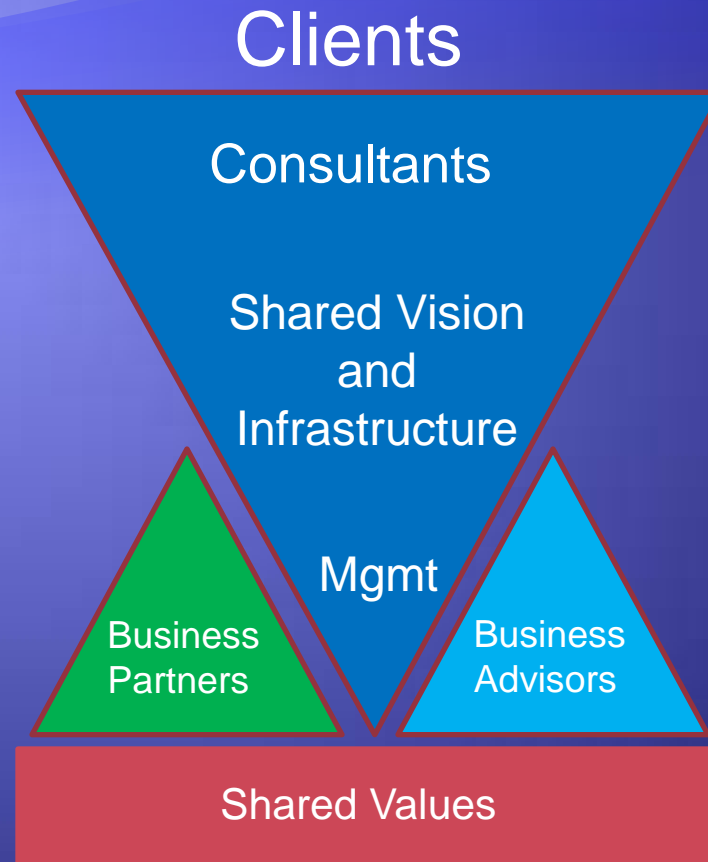 Clients
Consultants
Shared Vision
and
Infrastructure
Mgmt
Business
Partners
Business
Advisors
Shared Values